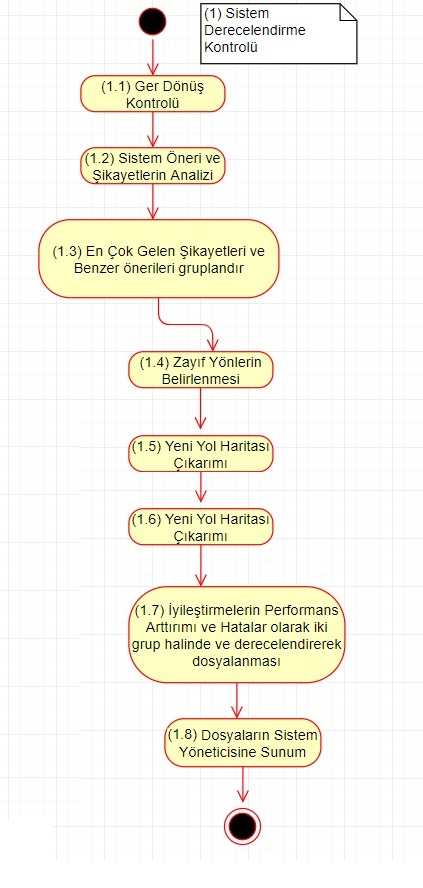 (1) Sistem
Derecelendirme
Kontrolü
(1.1) Ger Dönüş
Kontrolü
(1.2) Sistem Öneri ve
Şikayetlerin Analizi
(1.3) En Çok Gelen Şikayetleri ve
Benzer önerileri gruplandır
(1.4) Zayıf Yönlerin
Belirlenmesi
(1.5) Yeni Yol Haritası
Çıkarımı
(1.6) Yeni Yol Haritası
Çıkarımı
(1.7) İyileştirmelerin Performans
Arttırımı ve Hatalar olarak iki
grup halinde ve derecelendirerek
dosyalanması
(1.8) Dosyaların Sistem
Yöneticisine Sunum